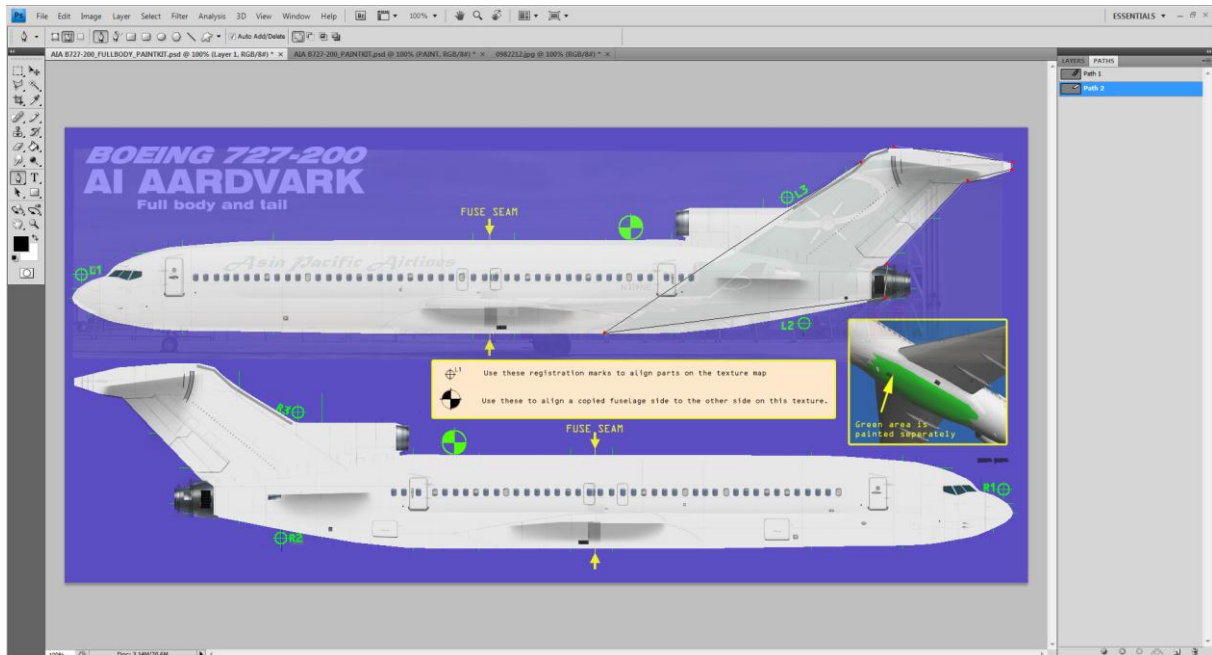 Ps File Edit Image Layer Select Filter Analysis 3D View Window Help Br 100% ESSENTIALS
Auto Add/Delete
AIA B727-200_FULLBODY_PAINTKIT.psd @ 100% (Layer 1, RGB/8#) * × AIA B727-200_PAINTKIT.psd @ 100% (PAINT, RGB/8#) * × 0982212.jpg @ 100% (RGB/8#) * ×
LAYERS PATHS
Path 1
Path 2
BOEING 727-200
AI AARDVARK
Full body and tail
L3
FUSE SEAM
Asia Pacific Airlines
L2
L1
Use these registration marks to align parts on the texture map
Use these to align a copied fuselage side to the other side on this texture.
Green area is
painted seperately
R3
FUSE SEAM
R1
R2
100%